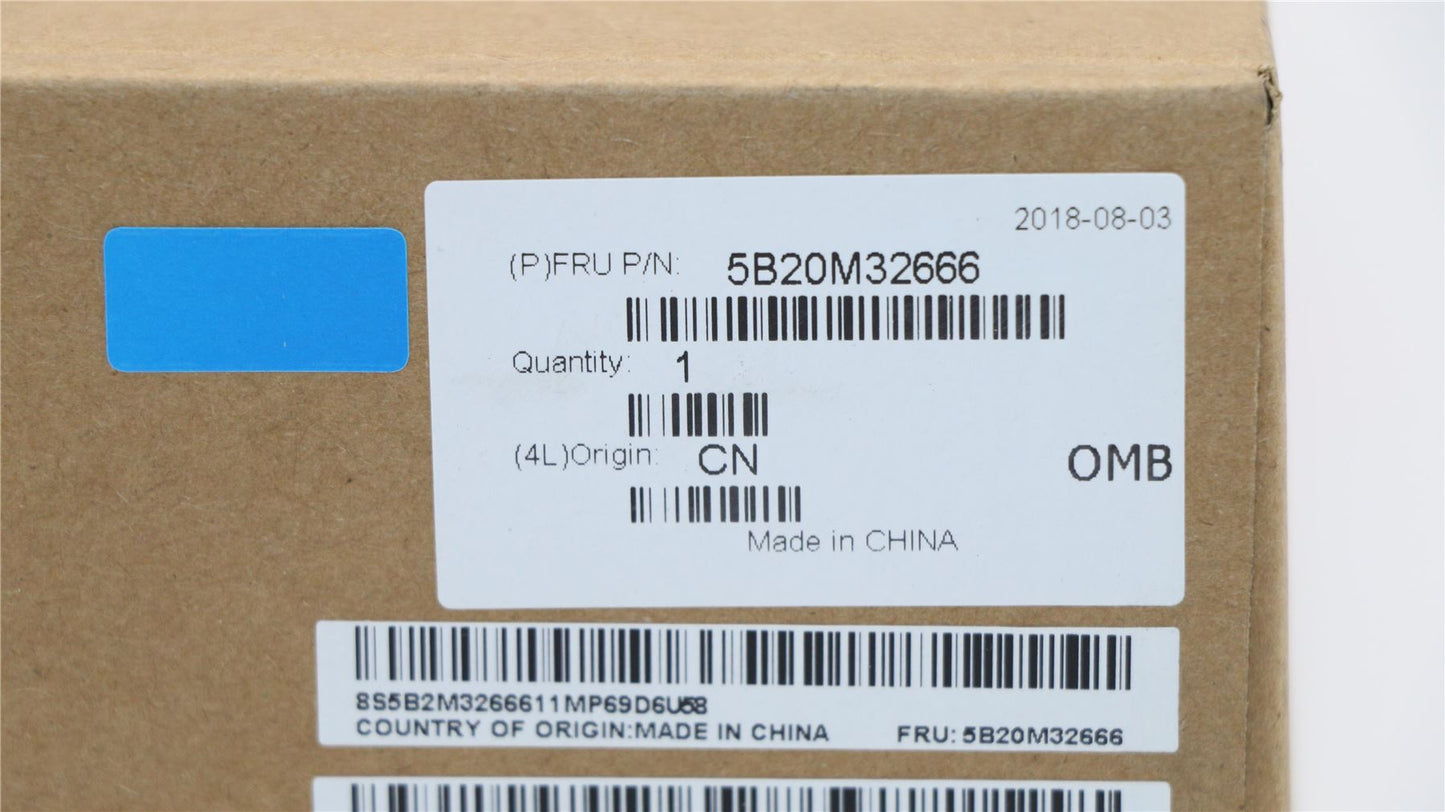 2018-08-03
(P)FRU P/N: 5B20M32666
Quantity: 1
(4L)Origin: CN
OMB
Made in CHINA
8S5B2M3266611MP69D6U58
COUNTRY OF ORIGIN:MADE IN CHINA FRU: 5B20M32666